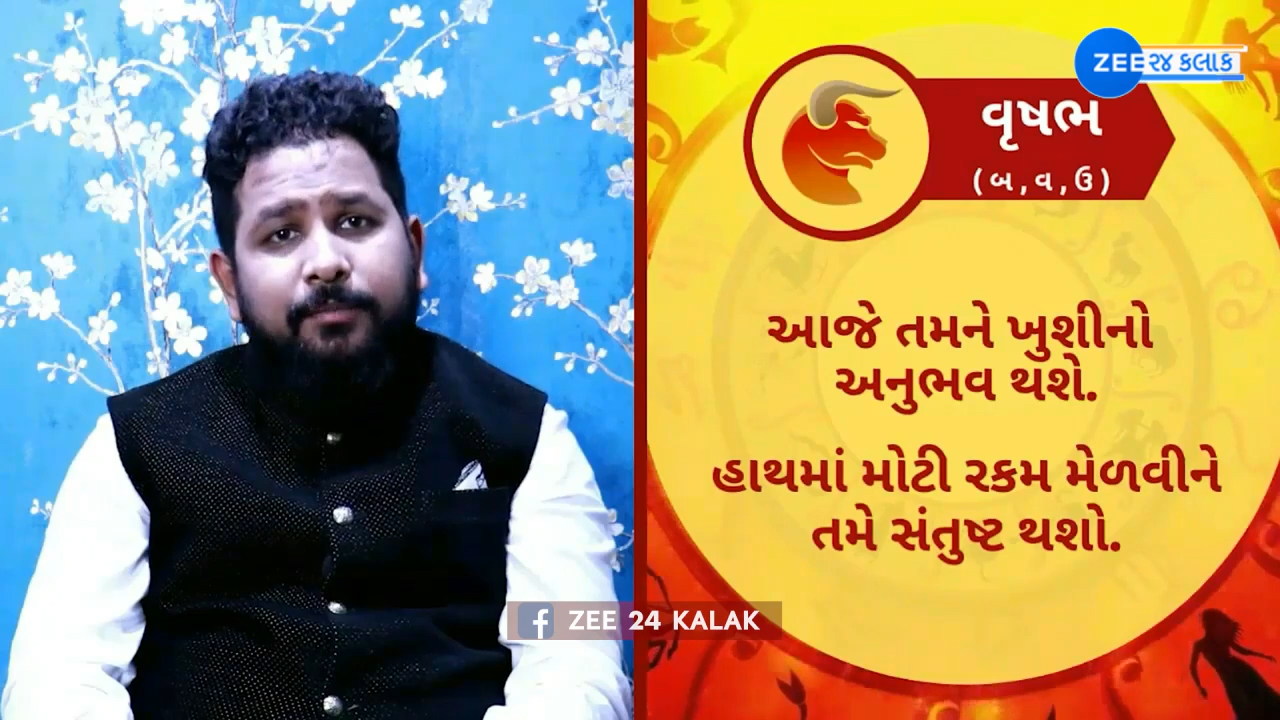 ZEE ૨૪ કલાક
વૃષભ
(બ,વ,ઉ)
આજે તમને ખુશીનો
અનુભવ થશે.
હાથમાં મોટી રકમ મેળવીને
તમે સંતુષ્ટ થશો.
ZEE 24 KALAK